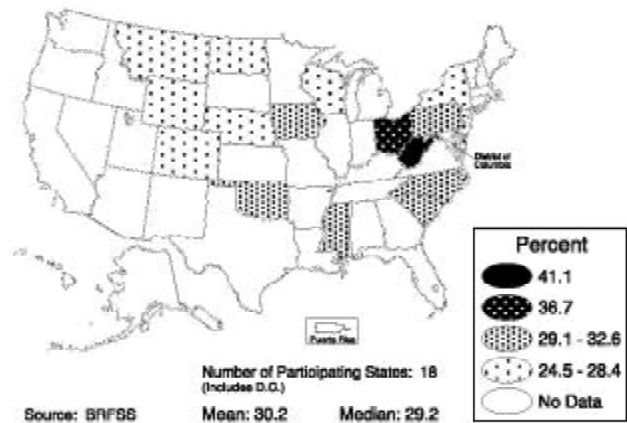 District of
Columbia
Percent
41.1
36.7
29.1 - 32.6
24.5 - 28.4
No Data
Puerto Rico
Number of Participating States: 18
(Includes D.C.)
Source: BRFSS
Mean: 30.2
Median: 29.2